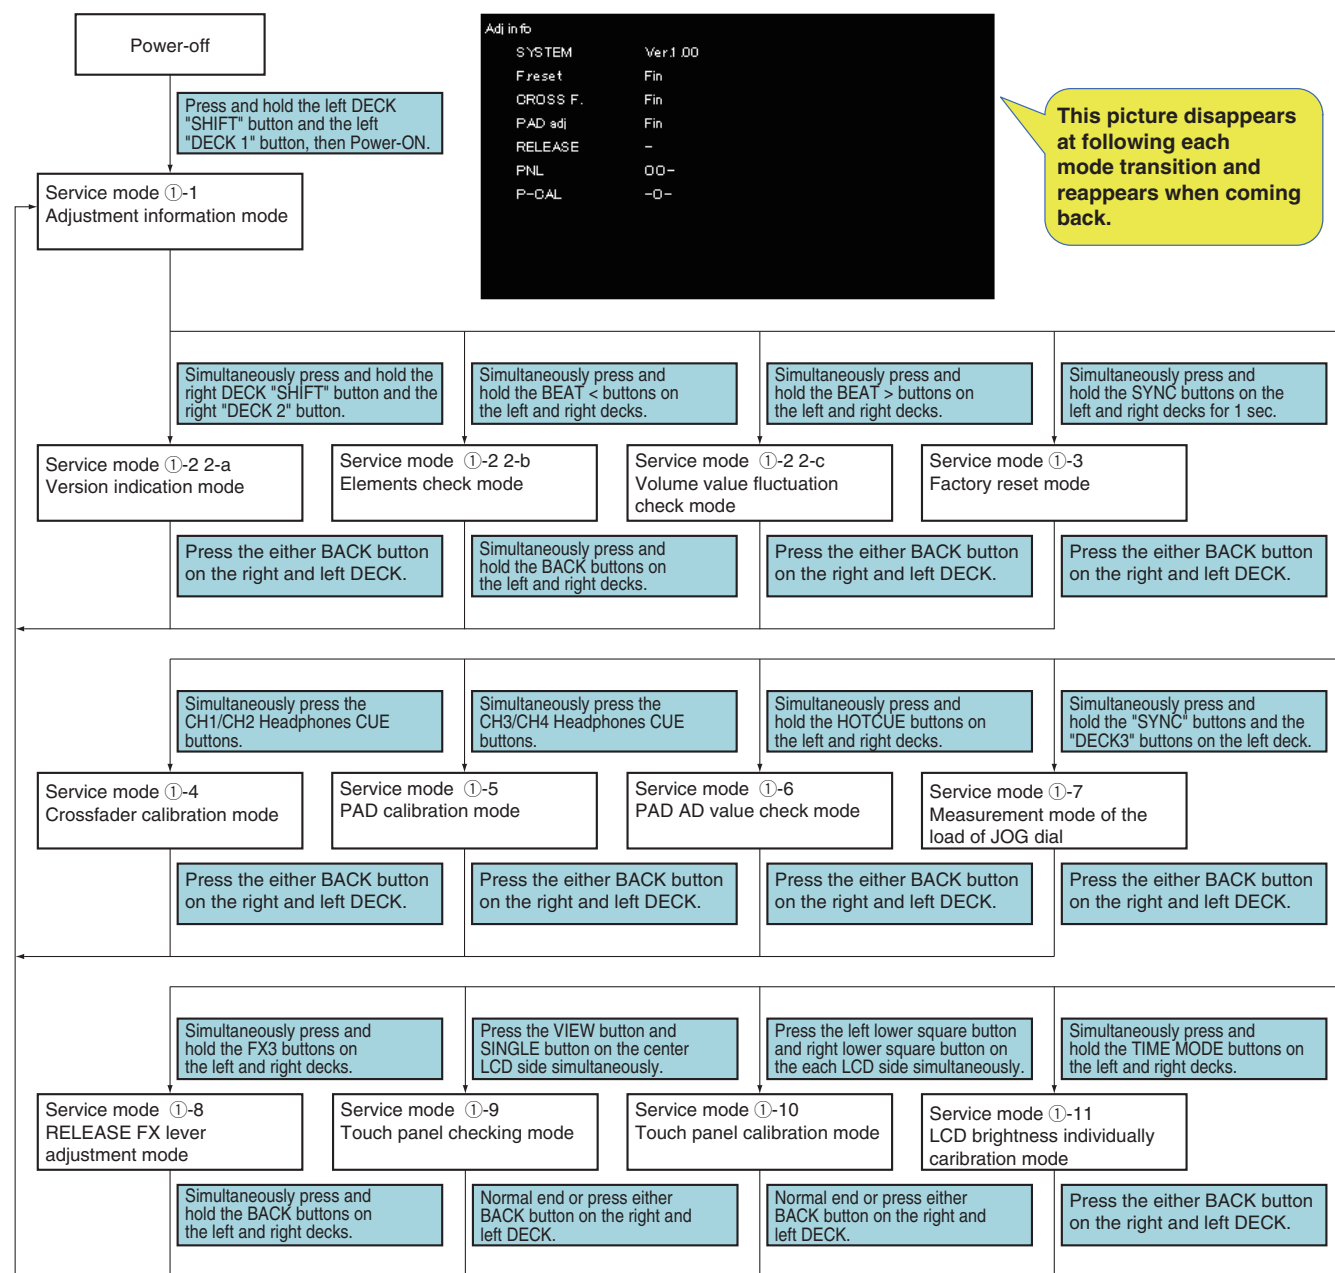 Power-off
Press and hold the left DECK
"SHIFT" button and the left
"DECK 1" button, then Power-ON.
Service mode ①-1
Adjustment information mode
Adj info
SYSTEM Ver.1.00
F.reset Fin
CROSS F. Fin
PAD adj Fin
RELEASE -
PNL OO-
P-CAL -O-
This picture disappears
at following each
mode transition and
reappears when coming
back.
Simultaneously press and hold the
right DECK "SHIFT" button and the
right "DECK 2" button.
Simultaneously press and
hold the BEAT < buttons on
the left and right decks.
Simultaneously press and
hold the BEAT > buttons on
the left and right decks.
Simultaneously press and
hold the SYNC buttons on the
left and right decks for 1 sec.
Service mode ①-2 2-a
Version indication mode
Service mode ①-2 2-b
Elements check mode
Service mode ①-2 2-c
Volume value fluctuation
check mode
Service mode ①-3
Factory reset mode
Press the either BACK button
on the right and left DECK.
Simultaneously press and
hold the BACK buttons on
the left and right decks.
Press the either BACK button
on the right and left DECK.
Press the either BACK button
on the right and left DECK.
Simultaneously press the
CH1/CH2 Headphones CUE
buttons.
Simultaneously press the
CH3/CH4 Headphones CUE
buttons.
Simultaneously press and
hold the HOTCUE buttons on
the left and right decks.
Simultaneously press and
hold the "SYNC" buttons and the
"DECK3" buttons on the left deck.
Service mode ①-4
Crossfader calibration mode
Service mode ①-5
PAD calibration mode
Service mode ①-6
PAD AD value check mode
Service mode ①-7
Measurement mode of the
load of JOG dial
Press the either BACK button
on the right and left DECK.
Press the either BACK button
on the right and left DECK.
Press the either BACK button
on the right and left DECK.
Press the either BACK button
on the right and left DECK.
Simultaneously press and
hold the FX3 buttons on
the left and right decks.
Press the VIEW button and
SINGLE button on the center
LCD side simultaneously.
Press the left lower square button
and right lower square button on
the each LCD side simultaneously.
Simultaneously press and
hold the TIME MODE buttons on
the left and right decks.
Service mode ①-8
RELEASE FX lever
adjustment mode
Service mode ①-9
Touch panel checking mode
Service mode ①-10
Touch panel calibration mode
Service mode ①-11
LCD brightness individually
caribration mode
Simultaneously press and
hold the BACK buttons on
the left and right decks.
Normal end or press either
BACK button on the right and
left DECK.
Normal end or press either
BACK button on the right and
left DECK.
Press the either BACK button
on the right and left DECK.